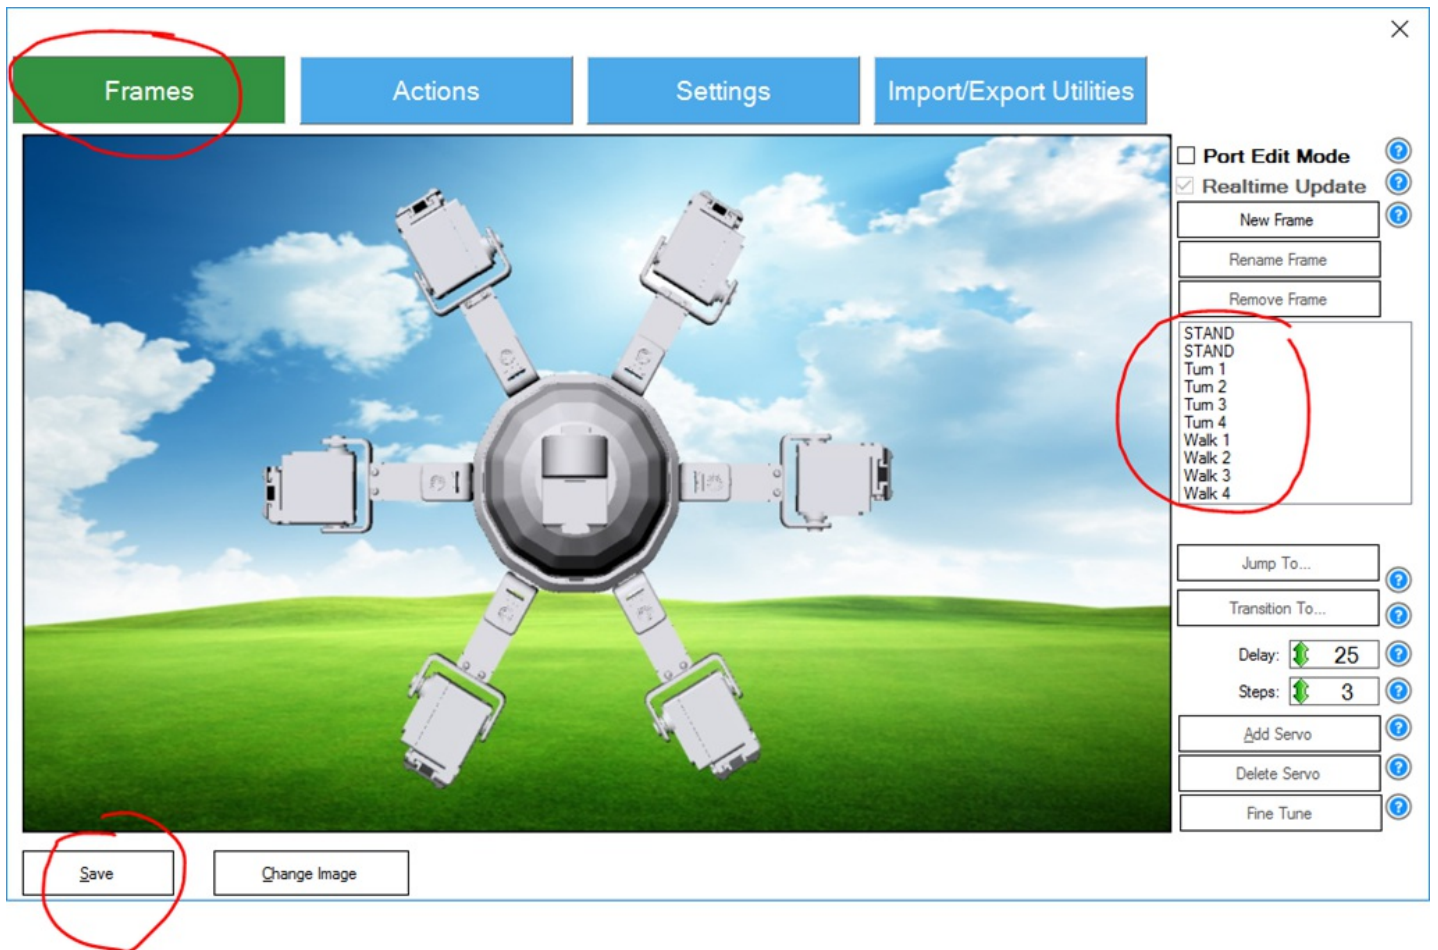 Frames
Actions
Settings
Import/Export Utilities
Port Edit Mode
Realtime Update
New Frame
Rename Frame
Remove Frame
STAND
STAND
Turn 1
Turn 2
Turn 3
Turn 4
Walk 1
Walk 2
Walk 3
Walk 4
Jump To...
Transition To...
Delay: 25
Steps: 3
Add Servo
Delete Servo
Fine Tune
Save
Change Image